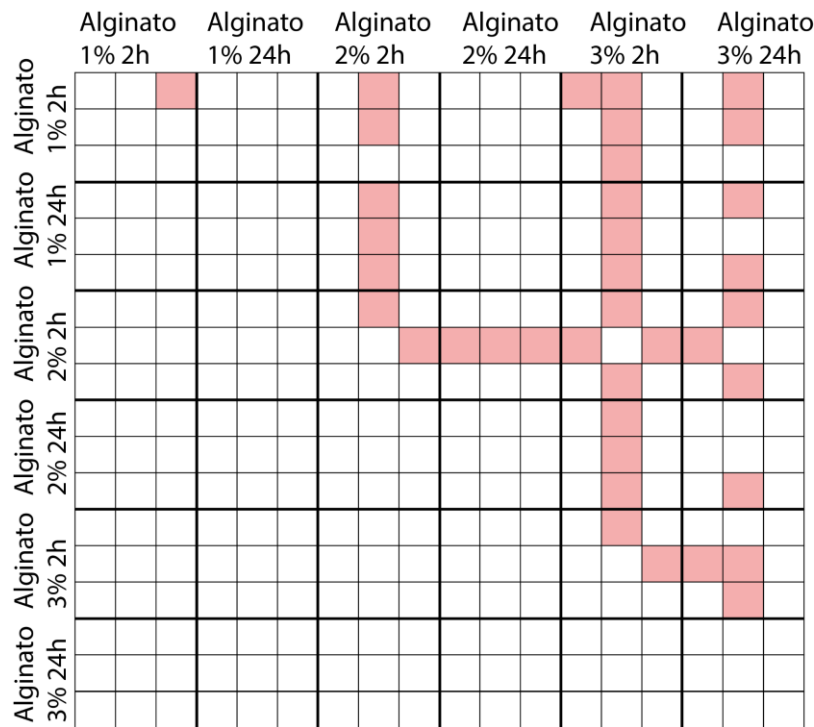 Alginato
1% 2h
Alginato
1% 24h
Alginato
2% 2h
Alginato
2% 24h
Alginato
3% 2h
Alginato
3% 24h
Alginato
1% 2h
Alginato
1% 24h
Alginato
2% 2h
Alginato
2% 24h
Alginato
3% 2h
Alginato
3% 24h